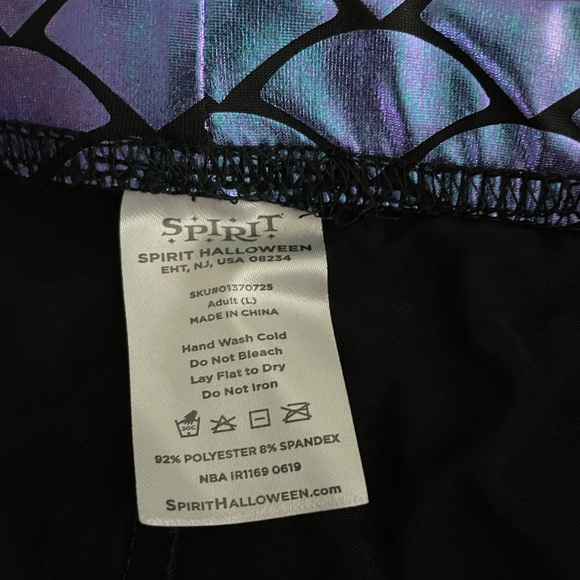 SPIRIT
SPIRIT HALLOWEEN
EHT, NJ, USA 08234
SKU#01370725
Adult (L)
MADE IN CHINA
Hand Wash Cold
Do Not Bleach
Lay Flat to Dry
Do Not Iron
30C
92% POLYESTER 8% SPANDEX
NBA IR1169 0619
SPIRITHALLOWEEN.com